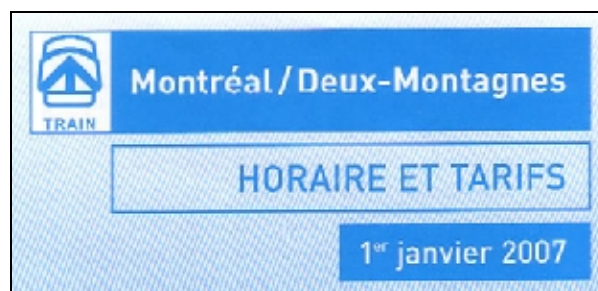 Montréal/Deux-Montagnes
TRAIN
HORAIRE ET TARIFS
1er janvier 2007